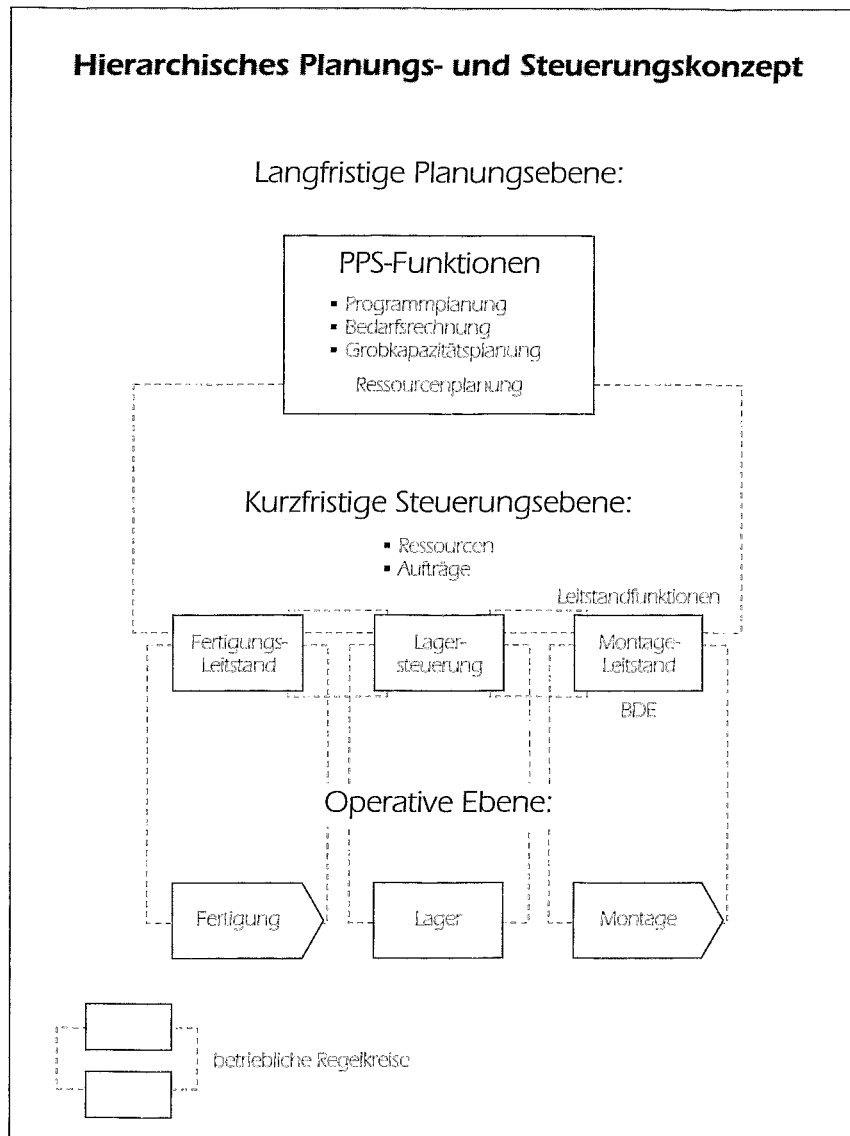 Hierarchisches Planungs- und Steuerungskonzept
Langfristige Planungsebene:
PPS-Funktionen
▪ Programmplanung
▪ Bedarfsrechnung
▪ Grobkapazitätsplanung
Ressourcenplanung
Kurzfristige Steuerungsebene:
▪ Ressourcen
▪ Aufträge
Leitstandfunktionen
Fertigungs-
Leitstand
Lager-
steuerung
Montage-
Leitstand
BDE
Operative Ebene:
Fertigung
Lager
Montage
betriebliche Regelkreise